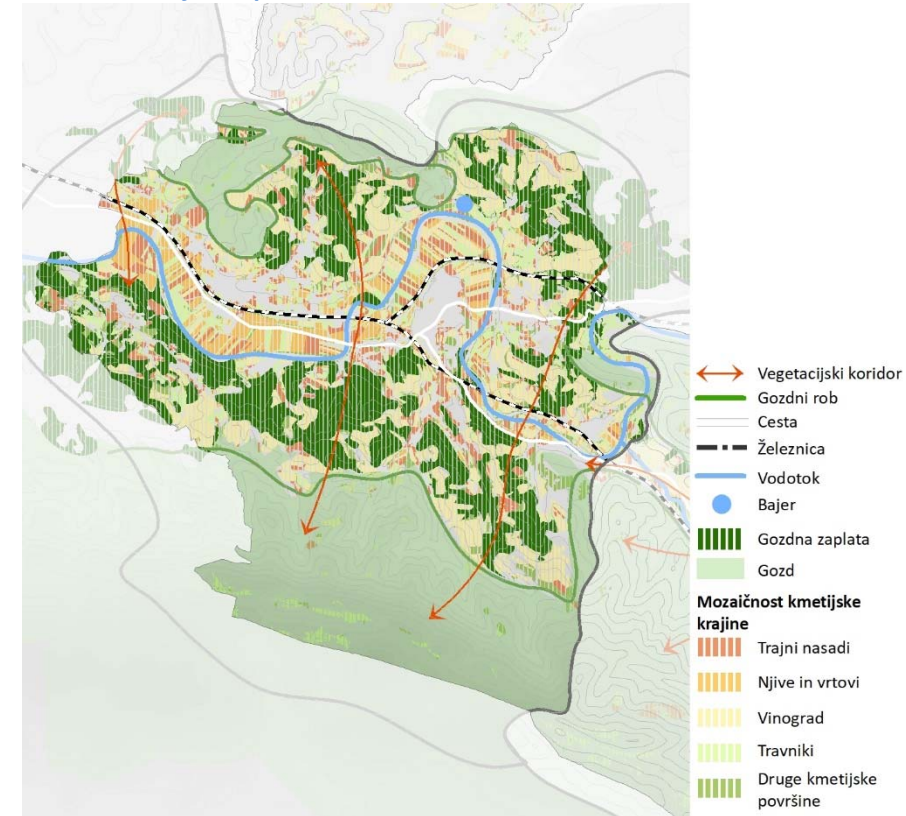 Vegetacijski koridor
Gozdni rob
Cesta
Železnica
Vodotok
Bajer
Gozdna zaplata
Gozd
Mozaičnost kmetijske
krajine
Trajni nasadi
Njive in vrtovi
Vinograd
Travniki
Druge kmetijske
površine